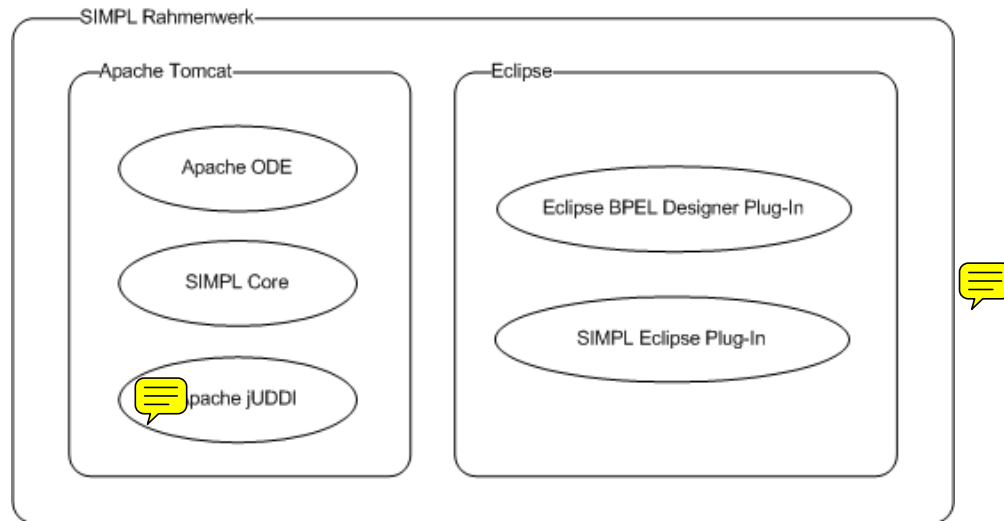 SIMPL Rahmenwerk
Apache Tomcat
Eclipse
Apache ODE
SIMPL Core
Apache jUDDI
Eclipse BPEL Designer Plug-In
SIMPL Eclipse Plug-In